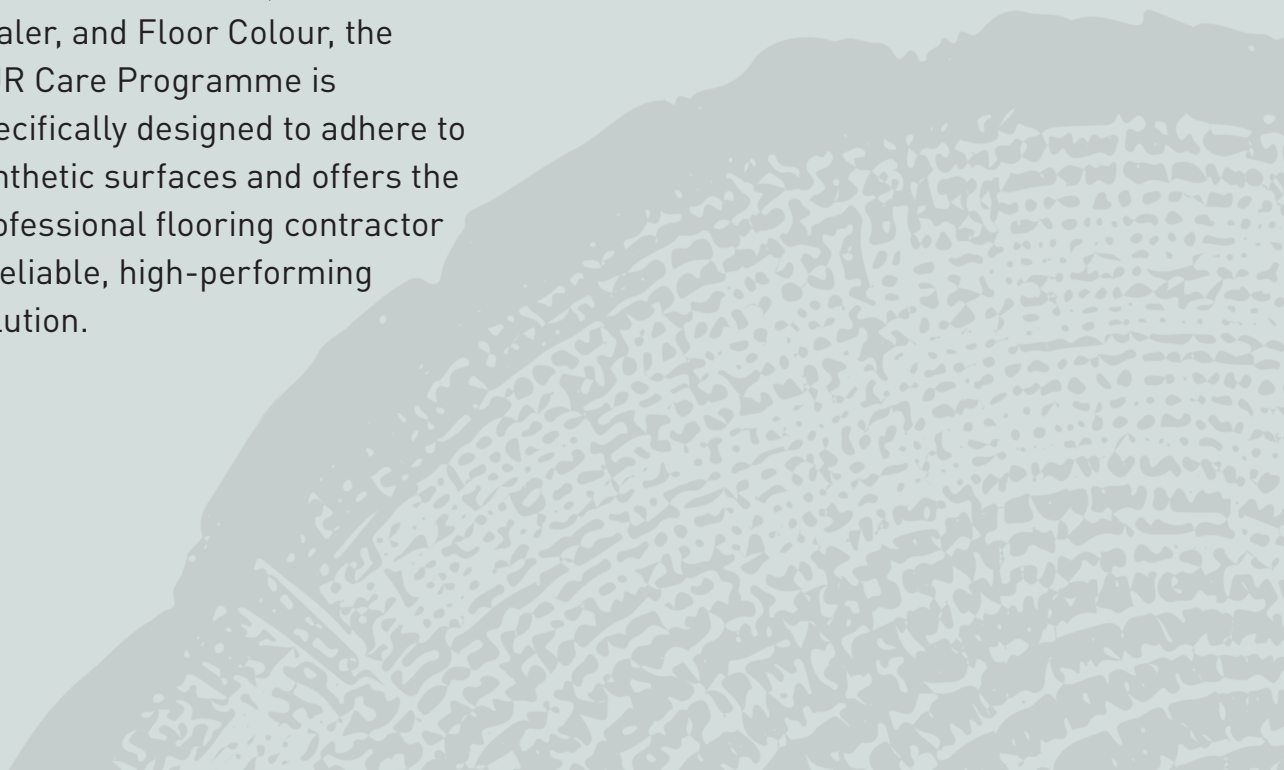 aler, and Floor Colour, the
R Care Programme is
ecifically designed to adhere to
nthetic surfaces and offers the
ofessional flooring contractor
eliable, high-performing
lution.